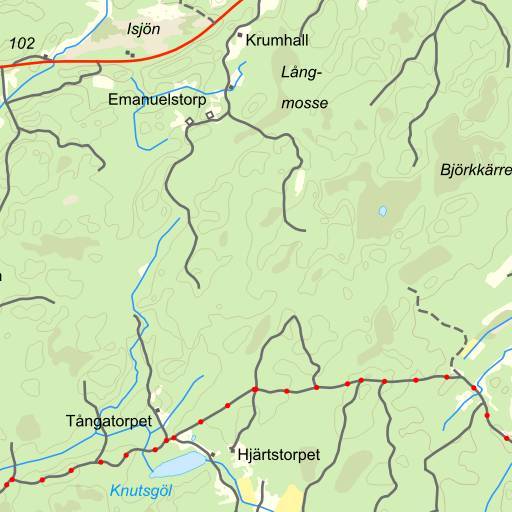 Isjön
102
Krumhall
Lång-
mosse
Emanuelstorp
Björkkärre
Tångatorpet
Hjärtstorpet
Knutsgöl